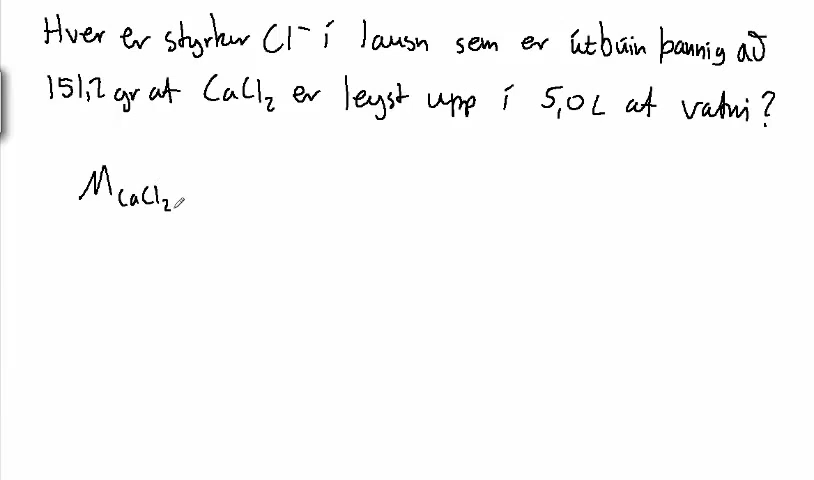 Hver er styrkur Cl⁻ í lausn sem er útbúin þannig að
151,2 gr af CaCl₂ er leyst upp í 5,0 L af vatni?
M CaCl₂